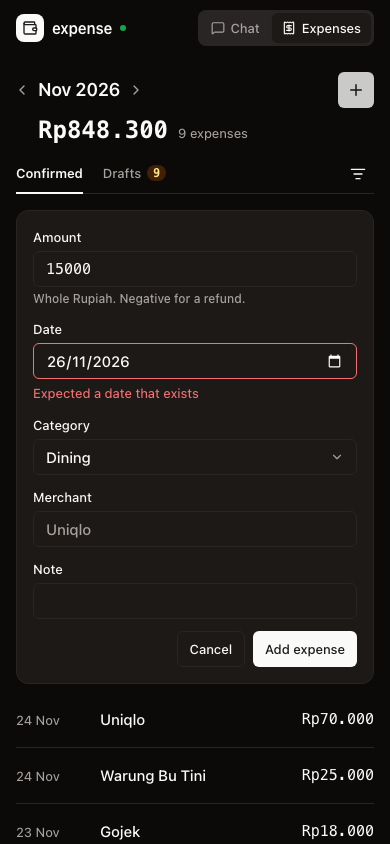 expense
Chat
Expenses
Nov 2026
Rp848.300 9 expenses
Confirmed
Drafts 9
Amount
15000
Whole Rupiah. Negative for a refund.
Date
26/11/2026
Expected a date that exists
Category
Dining
Merchant
Uniqlo
Note
Cancel
Add expense
24 Nov Uniqlo Rp70.000
24 Nov Warung Bu Tini Rp25.000
23 Nov Gojek Rp18.000